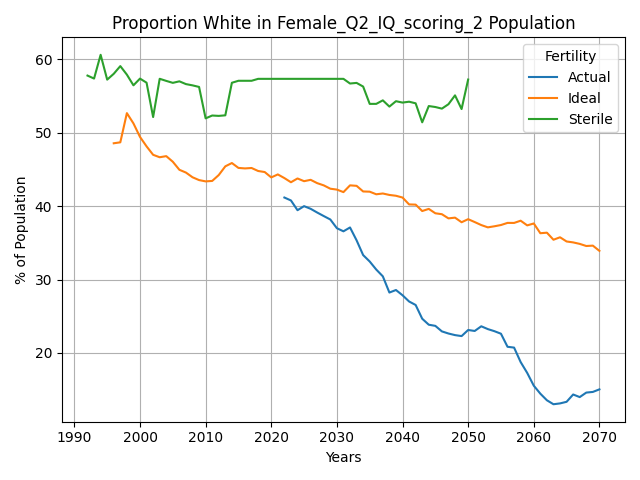 Proportion White in Female_Q2_IQ_scoring_2 Population
Fertility
Actual
Ideal
Sterile
% of Population
60
50
40
30
20
1990
2000
2010
2020
2030
2040
2050
2060
2070
Years